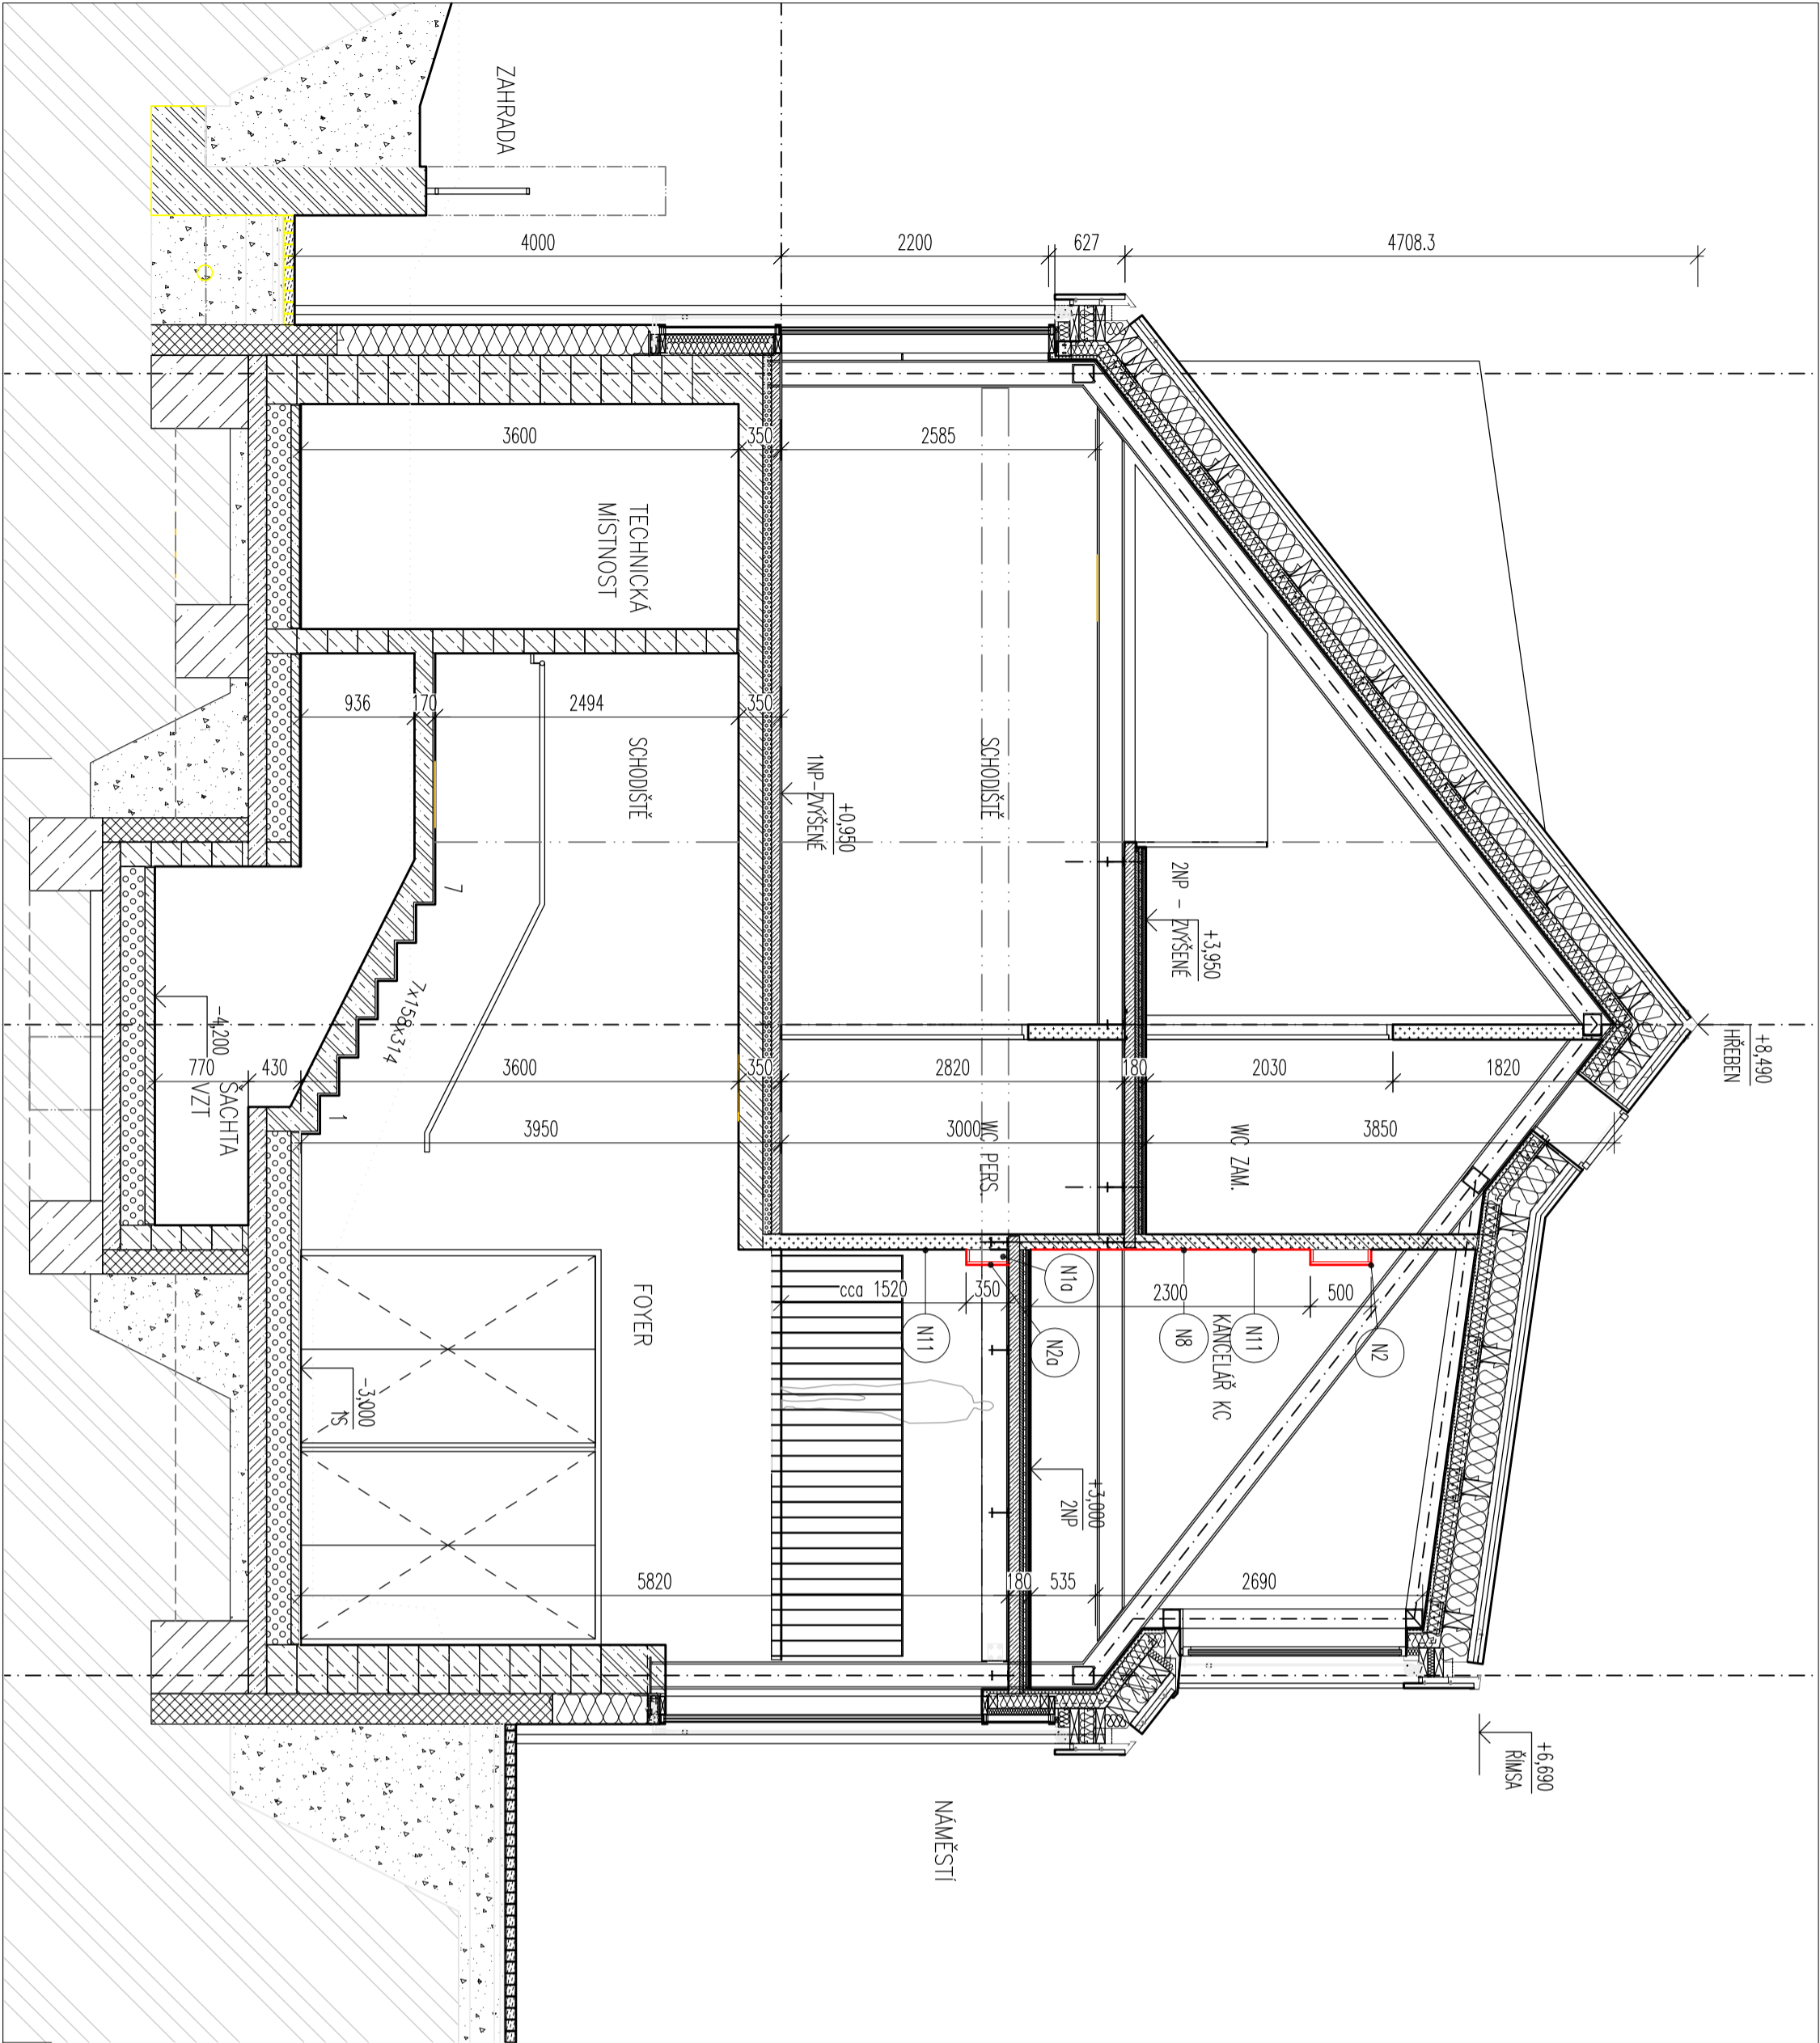 ZAHRADA
4000
2200
627
4708.3
3600
350
2585
TECHNICKÁ
MÍSTNOST
936
170
2494
350
SCHODIŠTĚ
SCHODIŠTĚ
+0,950
1NP-ZVÝŠENÉ
+3,950
2NP - ZVÝŠENÉ
7
7x158x314
1
-4,200
ŠACHTA
VZT
+8,490
HŘEBEN
770
430
3600
350
2820
180
2030
1820
3950
3000
3850
WC PERS.
WC ZAM.
FOYER
cca 1520
350
2300
500
N1a
N11
N2a
N8
N11
N2
KANCELÁŘ KC
-3,000
1S
+3,000
2NP
5820
180
535
2690
+6,690
ŘÍMSA
NÁMĚSTÍ